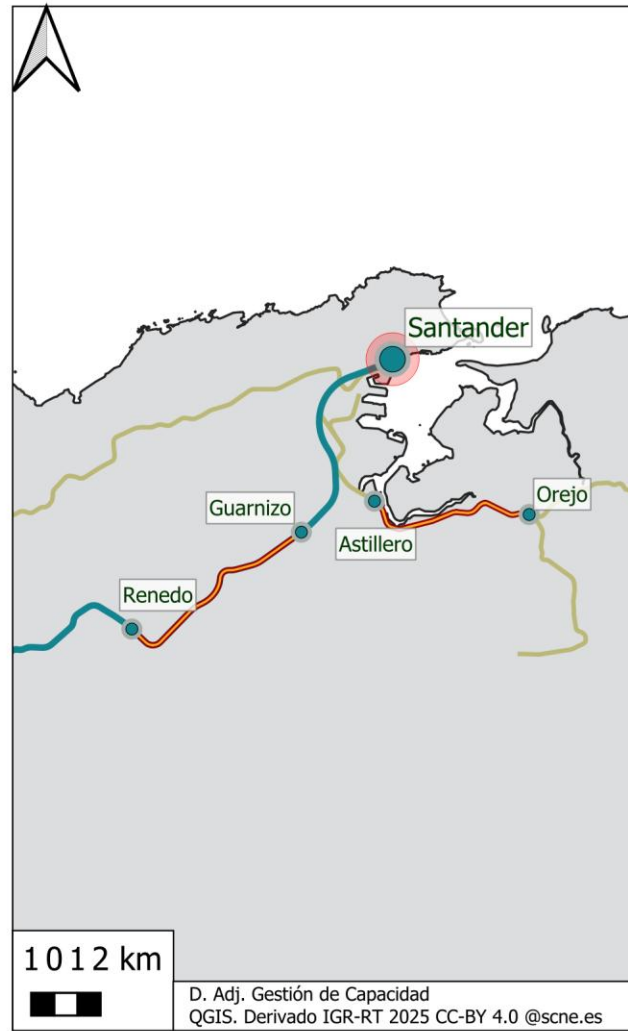 Santander
Orejo
Guarnizo
Astillero
Renedo
1 0 1 2 km
D. Adj. Gestión de Capacidad
QGIS. Derivado IGR-RT 2025 CC-BY 4.0 @scne.es